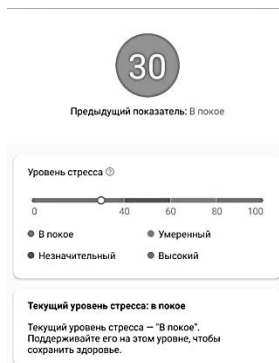 30
Предыдущий показатель: В покое
Уровень стресса ?
0 40 60 80 100
В покое Умеренный
Незначительный Высокий
Текущий уровень стресса: в покое
Текущий уровень стресса — "В покое".
Поддерживайте его на этом уровне, чтобы
сохранить здоровье.